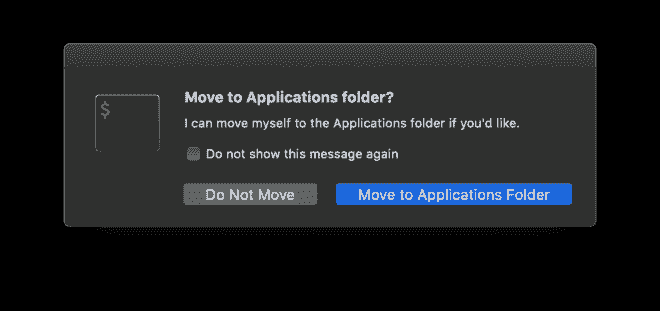 $
Move to Applications folder?
I can move myself to the Applications folder if you'd like.
Do not show this message again
Do Not Move
Move to Applications Folder